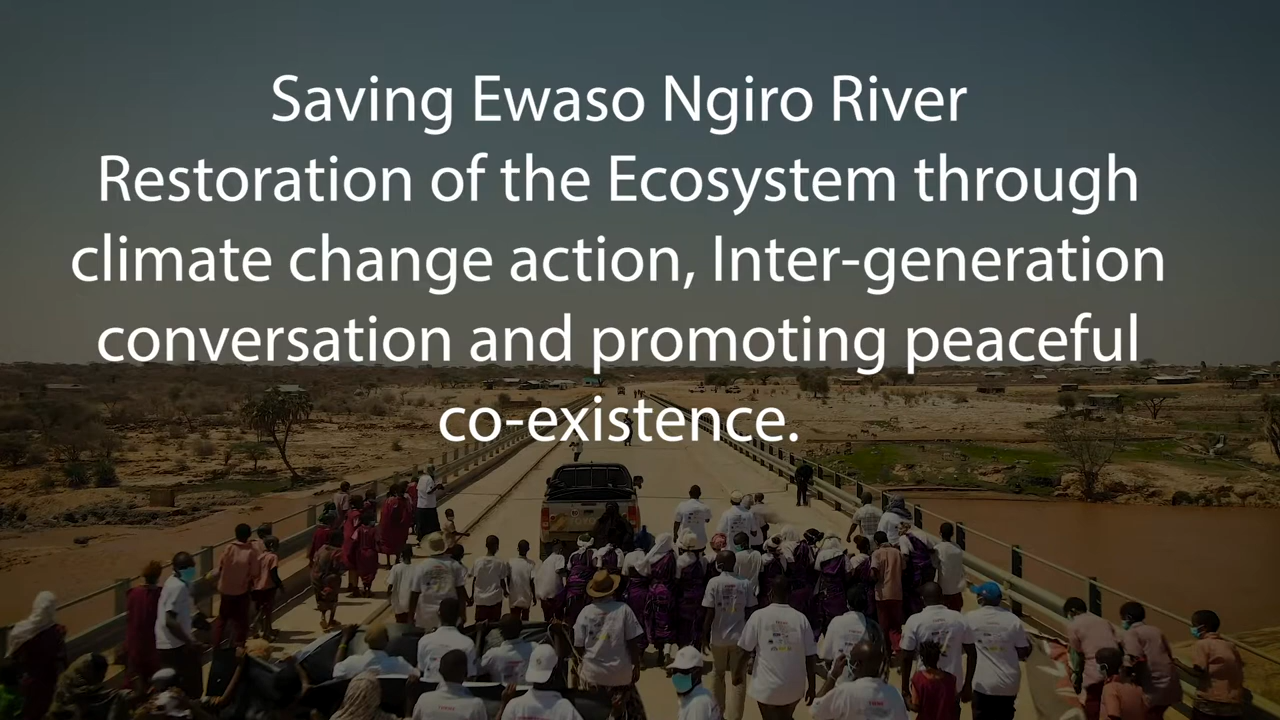 Saving Ewaso Ngiro River
Restoration of the Ecosystem through
climate change action, Inter-generation
conversation and promoting peaceful
co-existence.